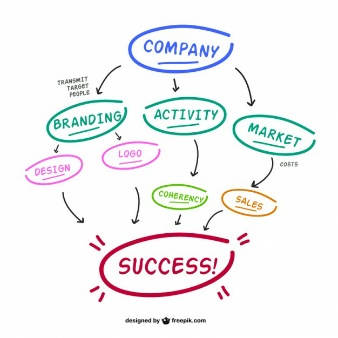 COMPANY
TRANSMIT
TARGET
PEOPLE
BRANDING
ACTIVITY
MARKET
DESIGN
LOGO
COSTS
COHERENCY
SALES
SUCCESS!
designed by freepik.com